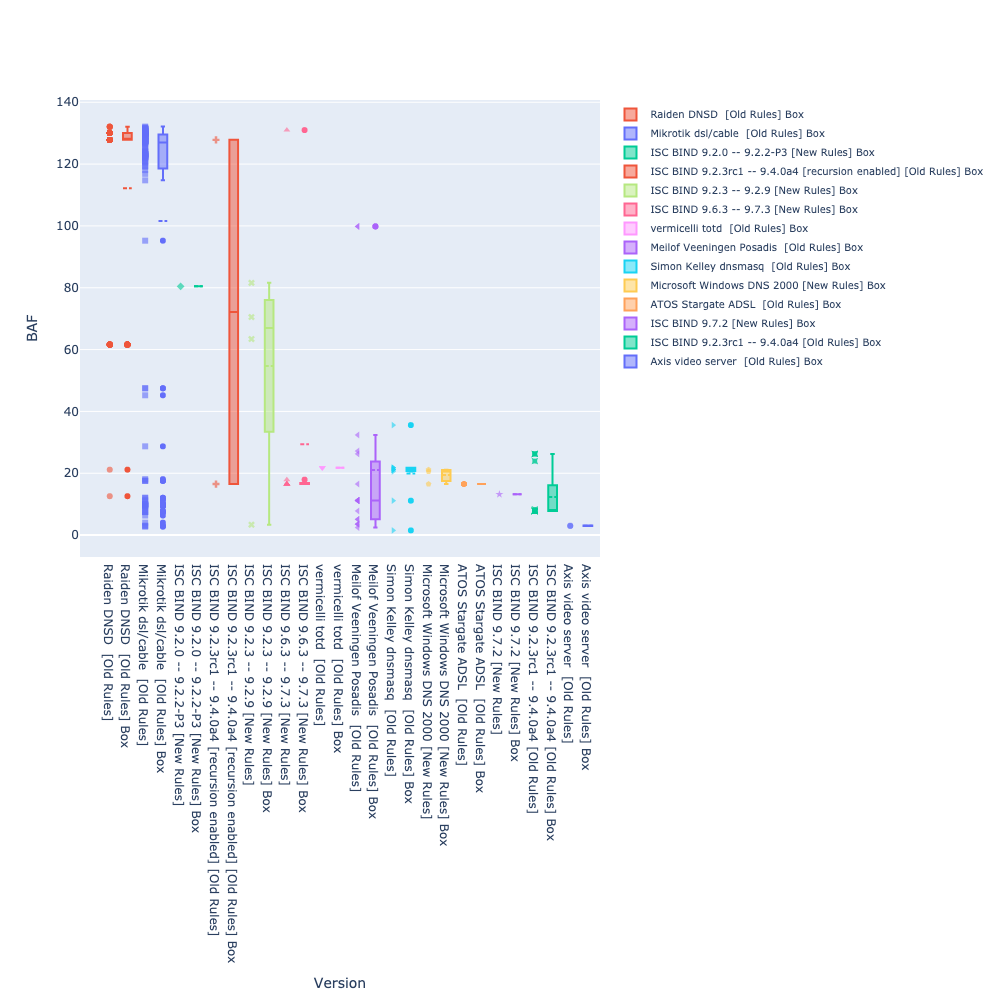 140
120
100
80
60
40
20
0
BAF
Raiden DNSD  [Old Rules]
Raiden DNSD  [Old Rules] Box
Mikrotik dsl/cable  [Old Rules]
Mikrotik dsl/cable  [Old Rules] Box
ISC BIND 9.2.0 -- 9.2.2-P3 [New Rules]
ISC BIND 9.2.0 -- 9.2.2-P3 [New Rules] Box
ISC BIND 9.2.3rc1 -- 9.4.0a4 [recursion enabled] [Old Rules]
ISC BIND 9.2.3rc1 -- 9.4.0a4 [recursion enabled] [Old Rules] Box
ISC BIND 9.2.3 -- 9.2.9 [New Rules]
ISC BIND 9.2.3 -- 9.2.9 [New Rules] Box
ISC BIND 9.6.3 -- 9.7.3 [New Rules]
ISC BIND 9.6.3 -- 9.7.3 [New Rules] Box
vermicelli totd  [Old Rules]
vermicelli totd  [Old Rules] Box
Meilof Veeningen Posadis  [Old Rules]
Meilof Veeningen Posadis  [Old Rules] Box
Simon Kelley dnsmasq  [Old Rules]
Simon Kelley dnsmasq  [Old Rules] Box
Microsoft Windows DNS 2000 [New Rules]
Microsoft Windows DNS 2000 [New Rules] Box
ATOS Stargate ADSL  [Old Rules]
ATOS Stargate ADSL  [Old Rules] Box
ISC BIND 9.7.2 [New Rules]
ISC BIND 9.7.2 [New Rules] Box
ISC BIND 9.2.3rc1 -- 9.4.0a4 [Old Rules]
ISC BIND 9.2.3rc1 -- 9.4.0a4 [Old Rules] Box
Axis video server  [Old Rules]
Axis video server  [Old Rules] Box
Version
Raiden DNSD  [Old Rules] Box
Mikrotik dsl/cable  [Old Rules] Box
ISC BIND 9.2.0 -- 9.2.2-P3 [New Rules] Box
ISC BIND 9.2.3rc1 -- 9.4.0a4 [recursion enabled] [Old Rules] Box
ISC BIND 9.2.3 -- 9.2.9 [New Rules] Box
ISC BIND 9.6.3 -- 9.7.3 [New Rules] Box
vermicelli totd  [Old Rules] Box
Meilof Veeningen Posadis  [Old Rules] Box
Simon Kelley dnsmasq  [Old Rules] Box
Microsoft Windows DNS 2000 [New Rules] Box
ATOS Stargate ADSL  [Old Rules] Box
ISC BIND 9.7.2 [New Rules] Box
ISC BIND 9.2.3rc1 -- 9.4.0a4 [Old Rules] Box
Axis video server  [Old Rules] Box